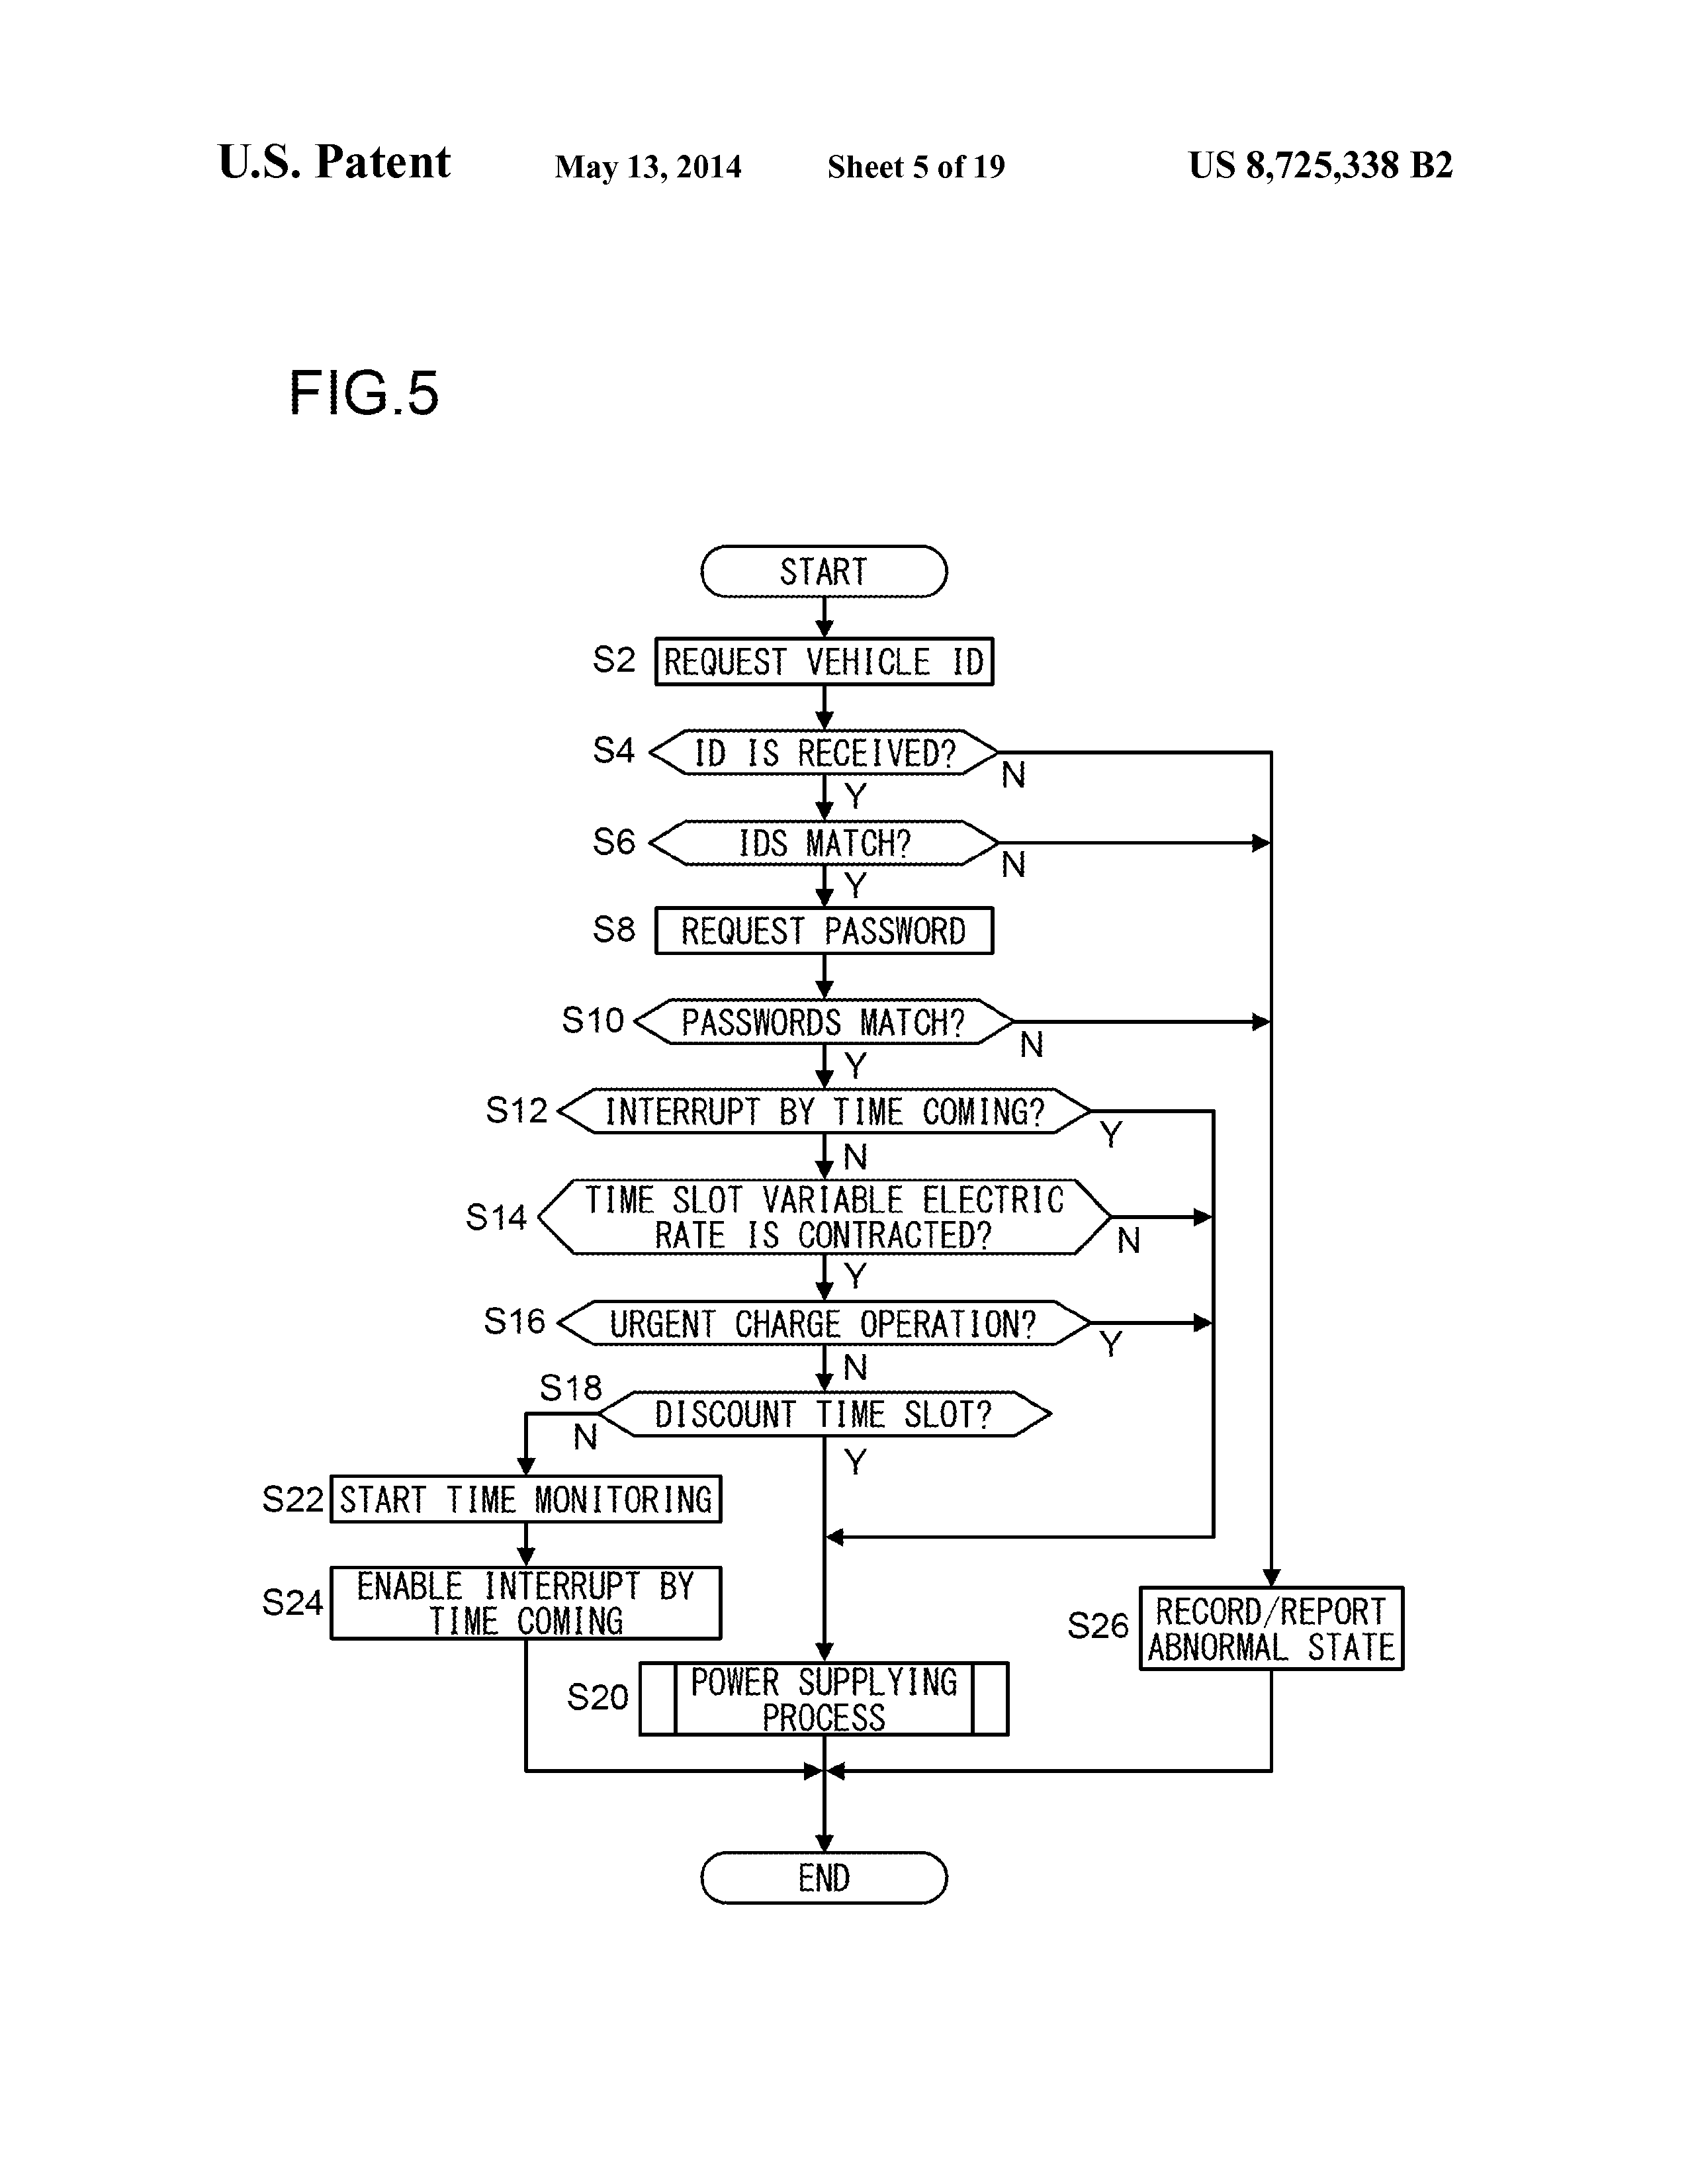 U.S. Patent May 13, 2014 Sheet 5 of 19 US 8,725,338 B2
FIG.5
START
S2 REQUEST VEHICLE ID
S4 ID IS RECEIVED?
N
Y
S6 IDS MATCH?
N
Y
S8 REQUEST PASSWORD
S10 PASSWORDS MATCH?
N
Y
S12 INTERRUPT BY TIME COMING?
Y
N
S14 TIME SLOT VARIABLE ELECTRIC
RATE IS CONTRACTED?
N
Y
S16 URGENT CHARGE OPERATION?
Y
N
S18 DISCOUNT TIME SLOT?
N
Y
S22 START TIME MONITORING
S24 ENABLE INTERRUPT BY
TIME COMING
S26 RECORD/REPORT
ABNORMAL STATE
S20 POWER SUPPLYING
PROCESS
END